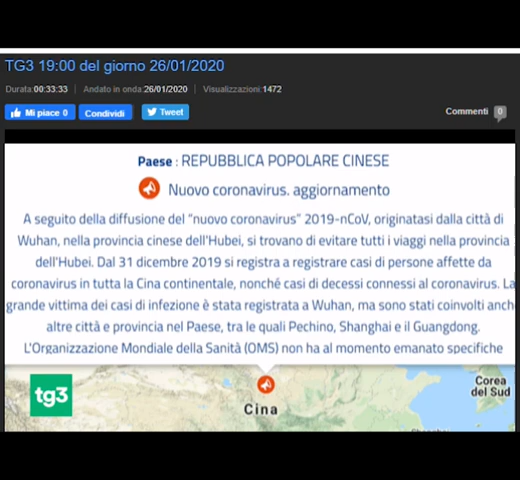 TG3 19:00 del giorno 26/01/2020
Durata:00:33:33 | Andato in onda:26/01/2020 | Visualizzazioni:1472
Mi piace 0 Condividi Tweet Commenti 0
Paese : REPUBBLICA POPOLARE CINESE
Nuovo coronavirus. aggiornamento
A seguito della diffusione del “nuovo coronavirus” 2019-nCoV, originatasi dalla città di
Wuhan, nella provincia cinese dell'Hubei, si trovano di evitare tutti i viaggi nella provincia
dell'Hubei. Dal 31 dicembre 2019 si registra a registrare casi di persone affette da
coronavirus in tutta la Cina continentale, nonché casi di decessi connessi al coronavirus. La
grande vittima dei casi di infezione è stata registrata a Wuhan, ma sono stati coinvolti anch
altre città e provincia nel Paese, tra le quali Pechino, Shanghai e il Guangdong.
L'Organizzazione Mondiale della Sanità (OMS) non ha al momento emanato specifiche
tg3
Cina
Corea
del Sud